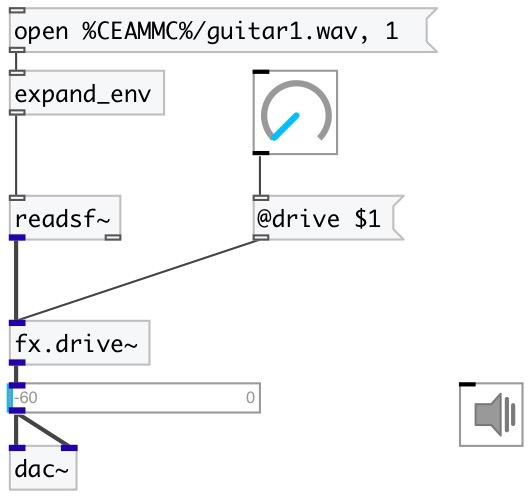 open %CEAMMC%/guitar1.wav, 1
expand_env
readsf~
@drive $1
fx.drive~
-60 0
dac~